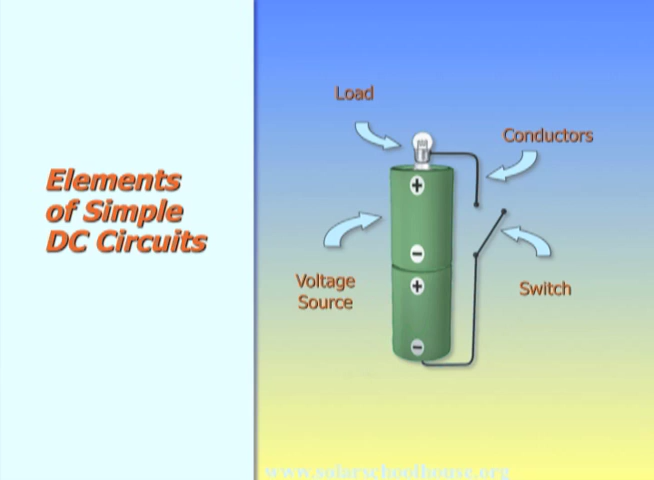 Elements
of Simple
DC Circuits
Load
Conductors
+
−
Voltage
Source
+
Switch
−
www.solarschoolhouse.org